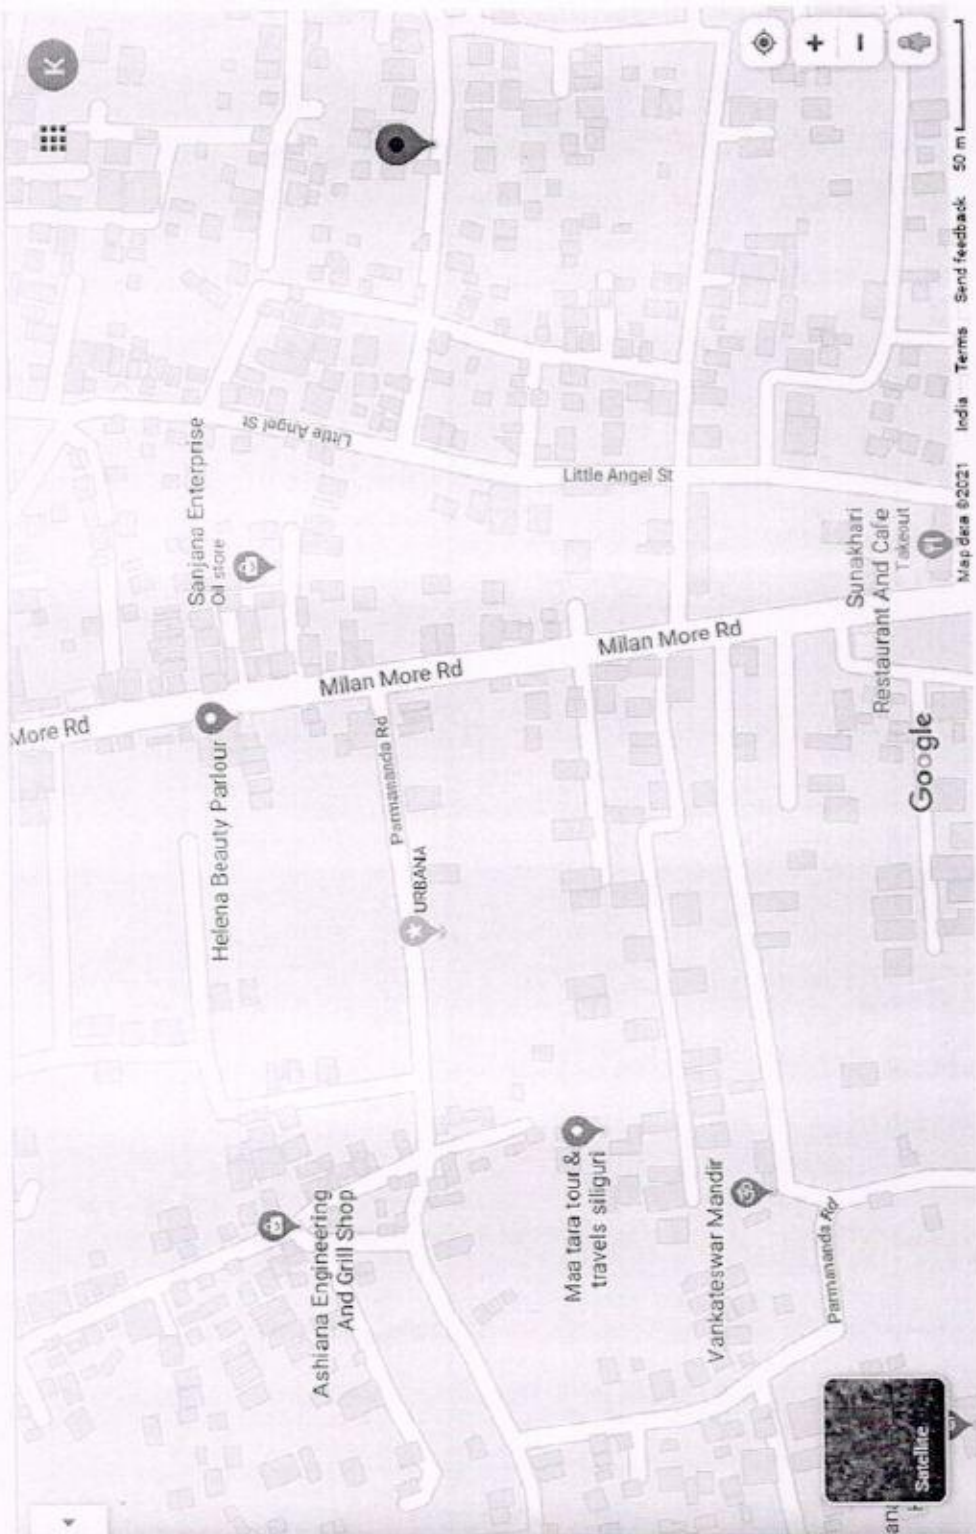 K
More Rd
Helena Beauty Parlour
Sanjana Enterprise
Oil store
Little Angel St
Milan More Rd
Parmananda Rd
URBANA
Ashiana Engineering
And Grill Shop
Little Angel St
Milan More Rd
Maa tara tour &
travels siliguri
Vankateswar Mandir
Parmananda Rd
Sunakhari
Restaurant And Cafe
Takeout
Google
Satellite
Map data ©2021 India Terms Send feedback 50 m